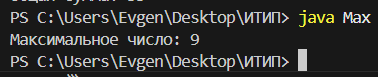 PS C:\Users\Evgen\Desktop\ИТИП> java Max
Максимальное число: 9
PS C:\Users\Evgen\Desktop\ИТИП>